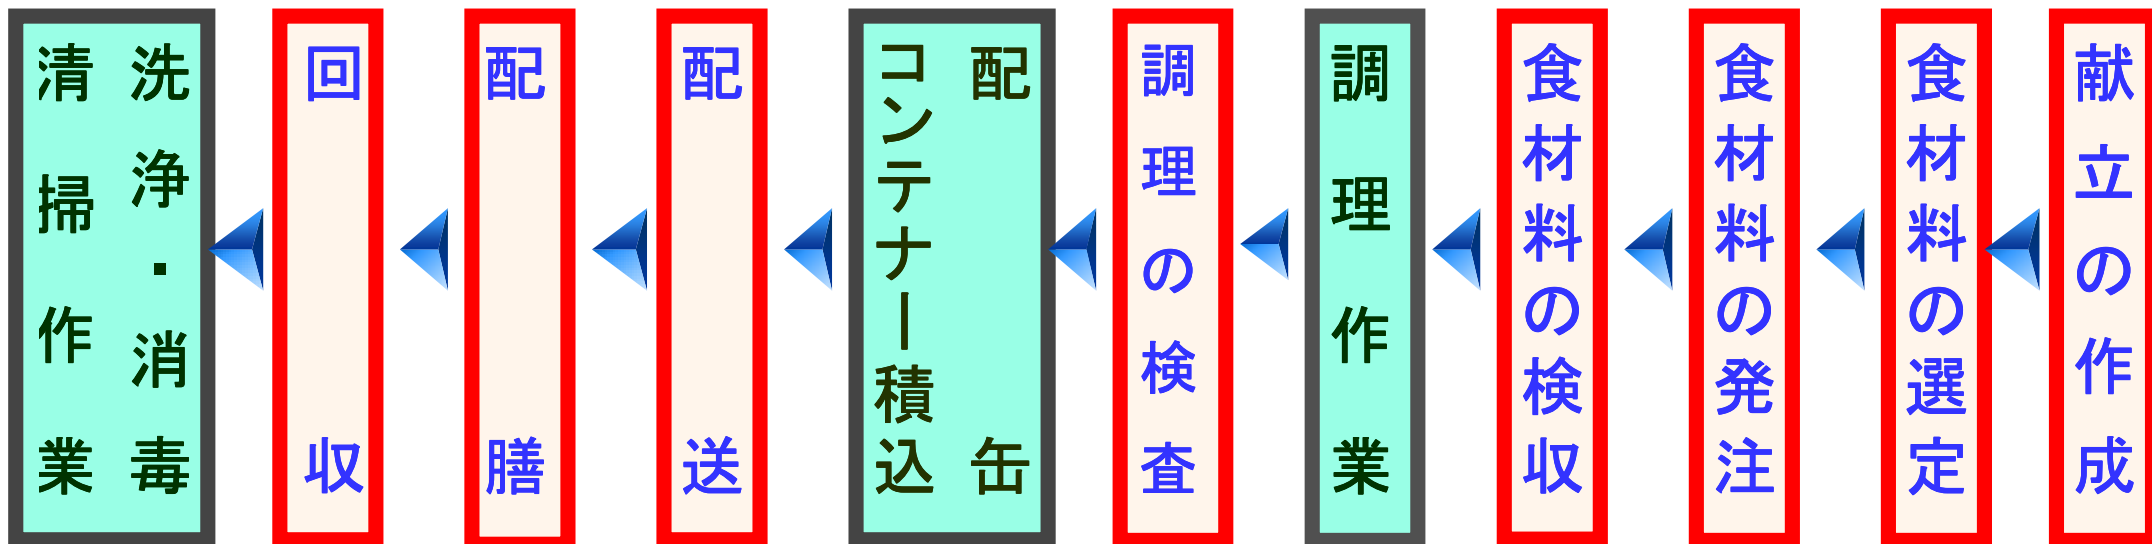 献立の作成
食材料の選定
食材料の発注
食材料の検収
調理作業
調理の検査
配缶
コンテナー積込
配送
配膳
回収
洗浄・消毒
清掃作業